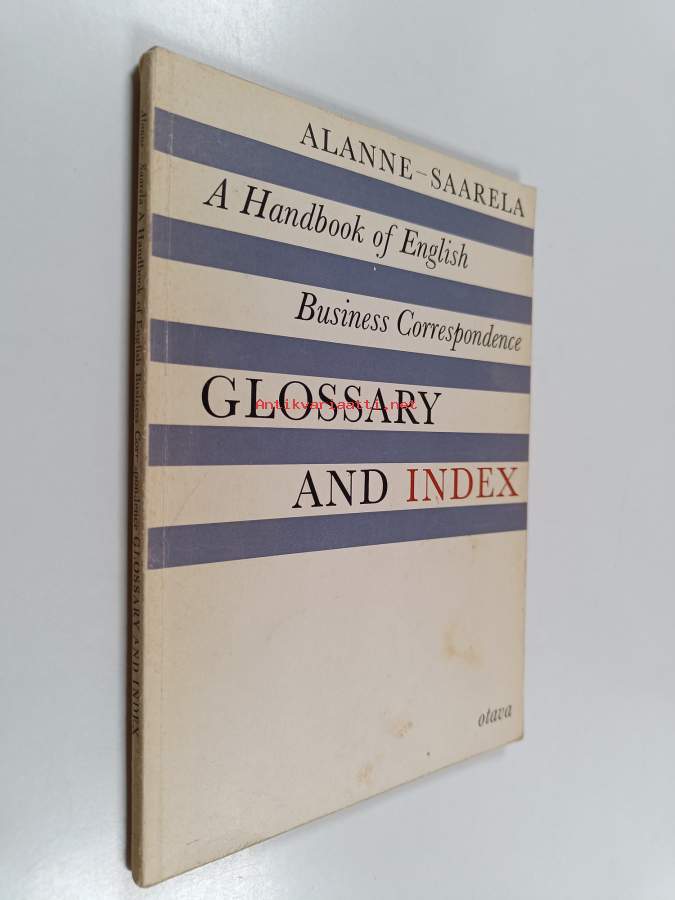 ALANNE–SAARELA
A Handbook of English
Business Correspondence
GLOSSARY
Antikvariaatti.net
AND INDEX
otava
Alanne–Saarela A Handbook of English Business Correspondence GLOSSARY AND INDEX